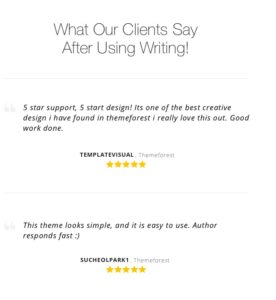 What Our Clients Say
After Using Writing!
5 star support, 5 start design! Its one of the best creative
design i have found in themeforest i really love this out. Good
work done.
TEMPLATEVISUAL , Themeforest
This theme looks simple, and it is easy to use. Author
responds fast :)
SUCHEOLPARK1 , Themeforest